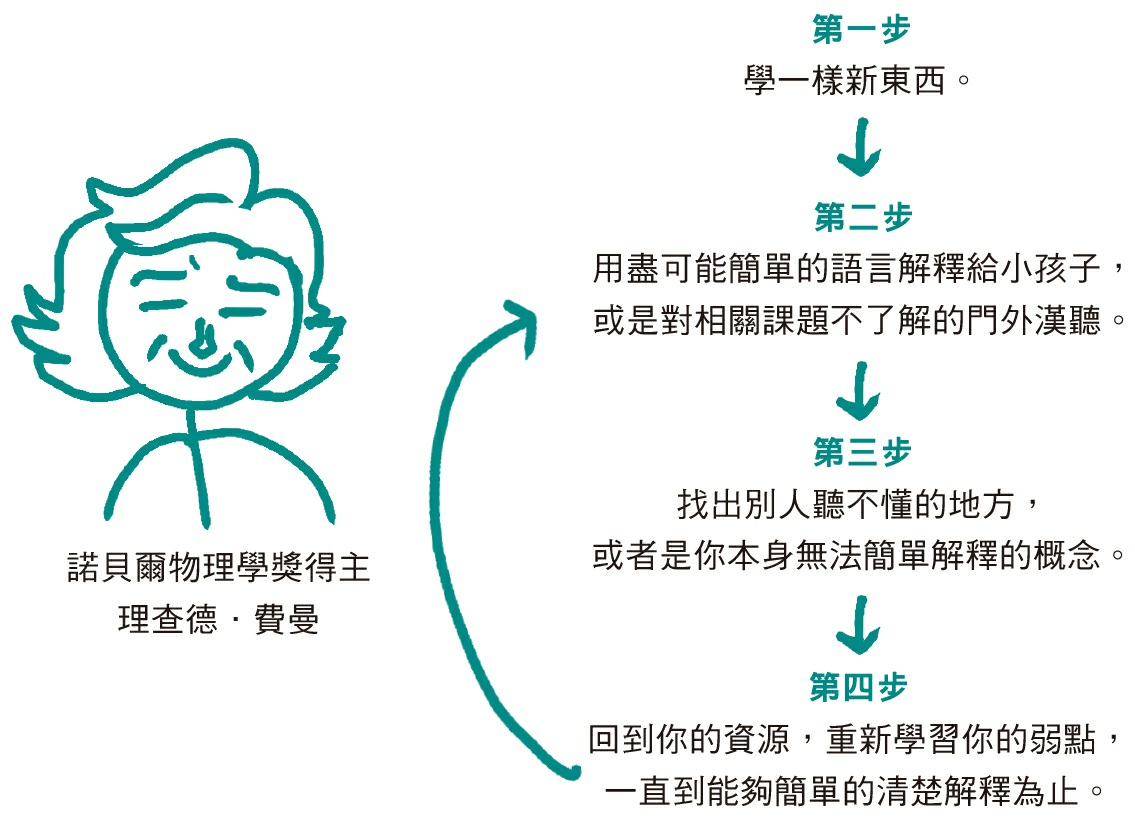 第一步
學一樣新東西。
第二步
用盡可能簡單的語言解釋給小孩子，
或是對相關課題不了解的門外漢聽。
第三步
找出別人聽不懂的地方，
或者是你本身無法簡單解釋的概念。
第四步
回到你的資源，重新學習你的弱點，
一直到能夠簡單的清楚解釋為止。
諾貝爾物理學獎得主
理查德．費曼